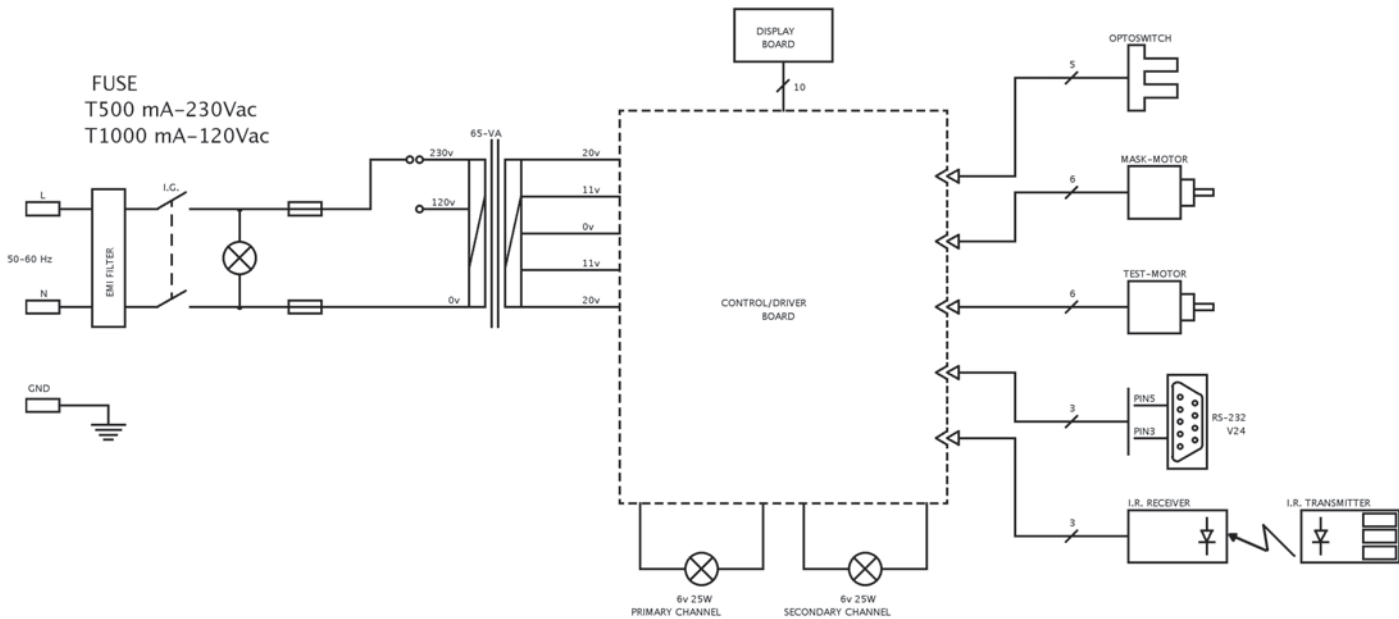 DISPLAY
BOARD
10
OPTOSWITCH
5
FUSE
T500 mA-230Vac
T1000 mA-120Vac
65-VA
230v
120v
0v
20v
11v
0v
11v
20v
L
I.G.
50-60 Hz
EMI FILTER
N
GND
CONTROL/DRIVER
BOARD
MASK-MOTOR
6
TEST-MOTOR
6
3
PIN5
PIN3
RS-232
V24
I.R. RECEIVER
3
I.R. TRANSMITTER
6v 25W
PRIMARY CHANNEL
6v 25W
SECONDARY CHANNEL